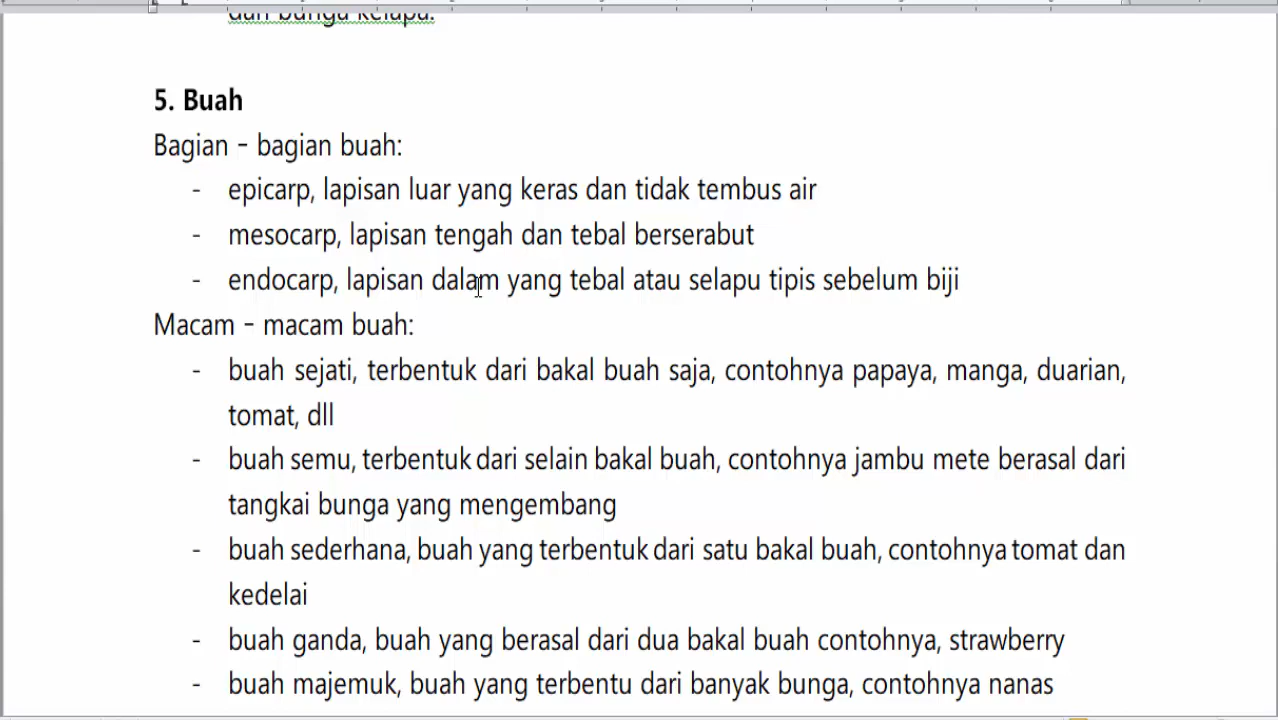 dan bunga kelapa.
5. Buah
Bagian – bagian buah:
- epicarp, lapisan luar yang keras dan tidak tembus air
- mesocarp, lapisan tengah dan tebal berserabut
- endocarp, lapisan dalam yang tebal atau selapu tipis sebelum biji
Macam – macam buah:
- buah sejati, terbentuk dari bakal buah saja, contohnya papaya, manga, duarian,
tomat, dll
- buah semu, terbentuk dari selain bakal buah, contohnya jambu mete berasal dari
tangkai bunga yang mengembang
- buah sederhana, buah yang terbentuk dari satu bakal buah, contohnya tomat dan
kedelai
- buah ganda, buah yang berasal dari dua bakal buah contohnya, strawberry
- buah majemuk, buah yang terbentu dari banyak bunga, contohnya nanas